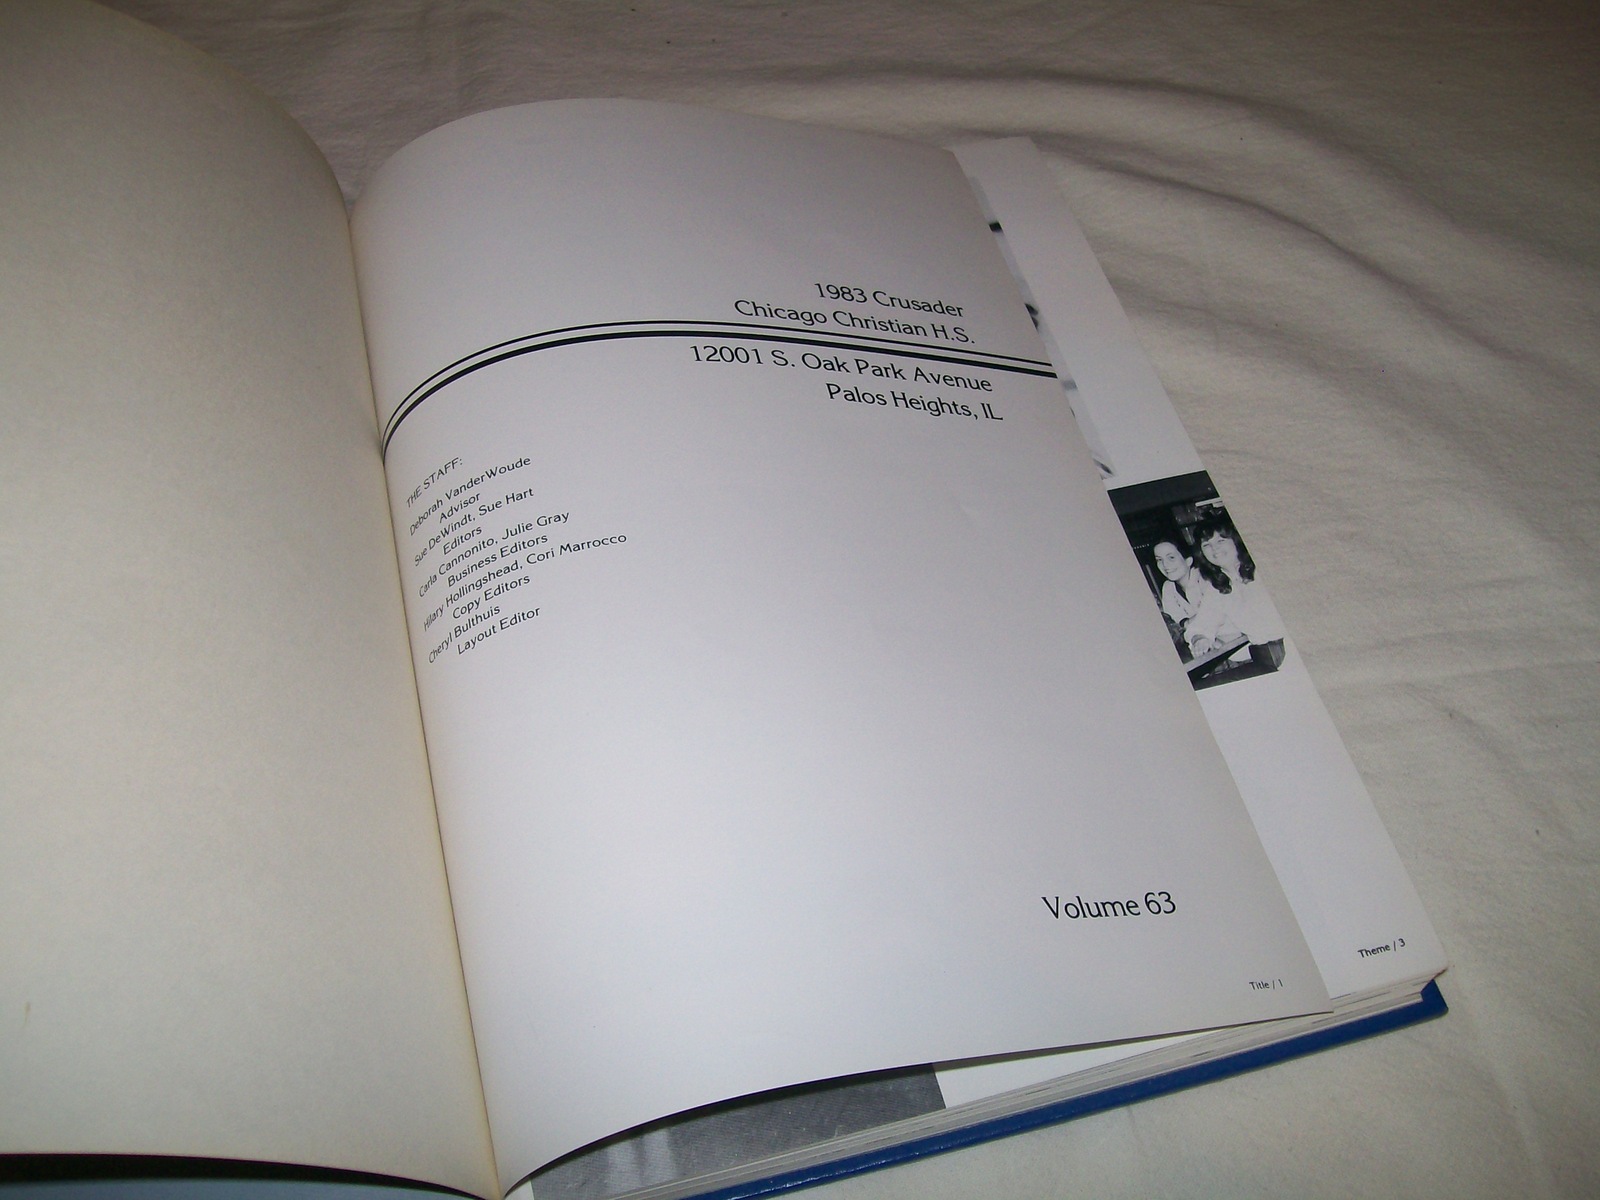 1983 Crusader
Chicago Christian H.S.
12001 S. Oak Park Avenue
Palos Heights, IL
THE STAFF:
Deborah VanderWoude
Advisor
Sue DeWindt, Sue Hart
Editors
Carla Cannonito, Julie Gray
Business Editors
Hilary Hollingshead, Cori Marrocco
Copy Editors
Cheryl Bulthuis
Layout Editor
Volume 63
Title / 1
Theme / 3